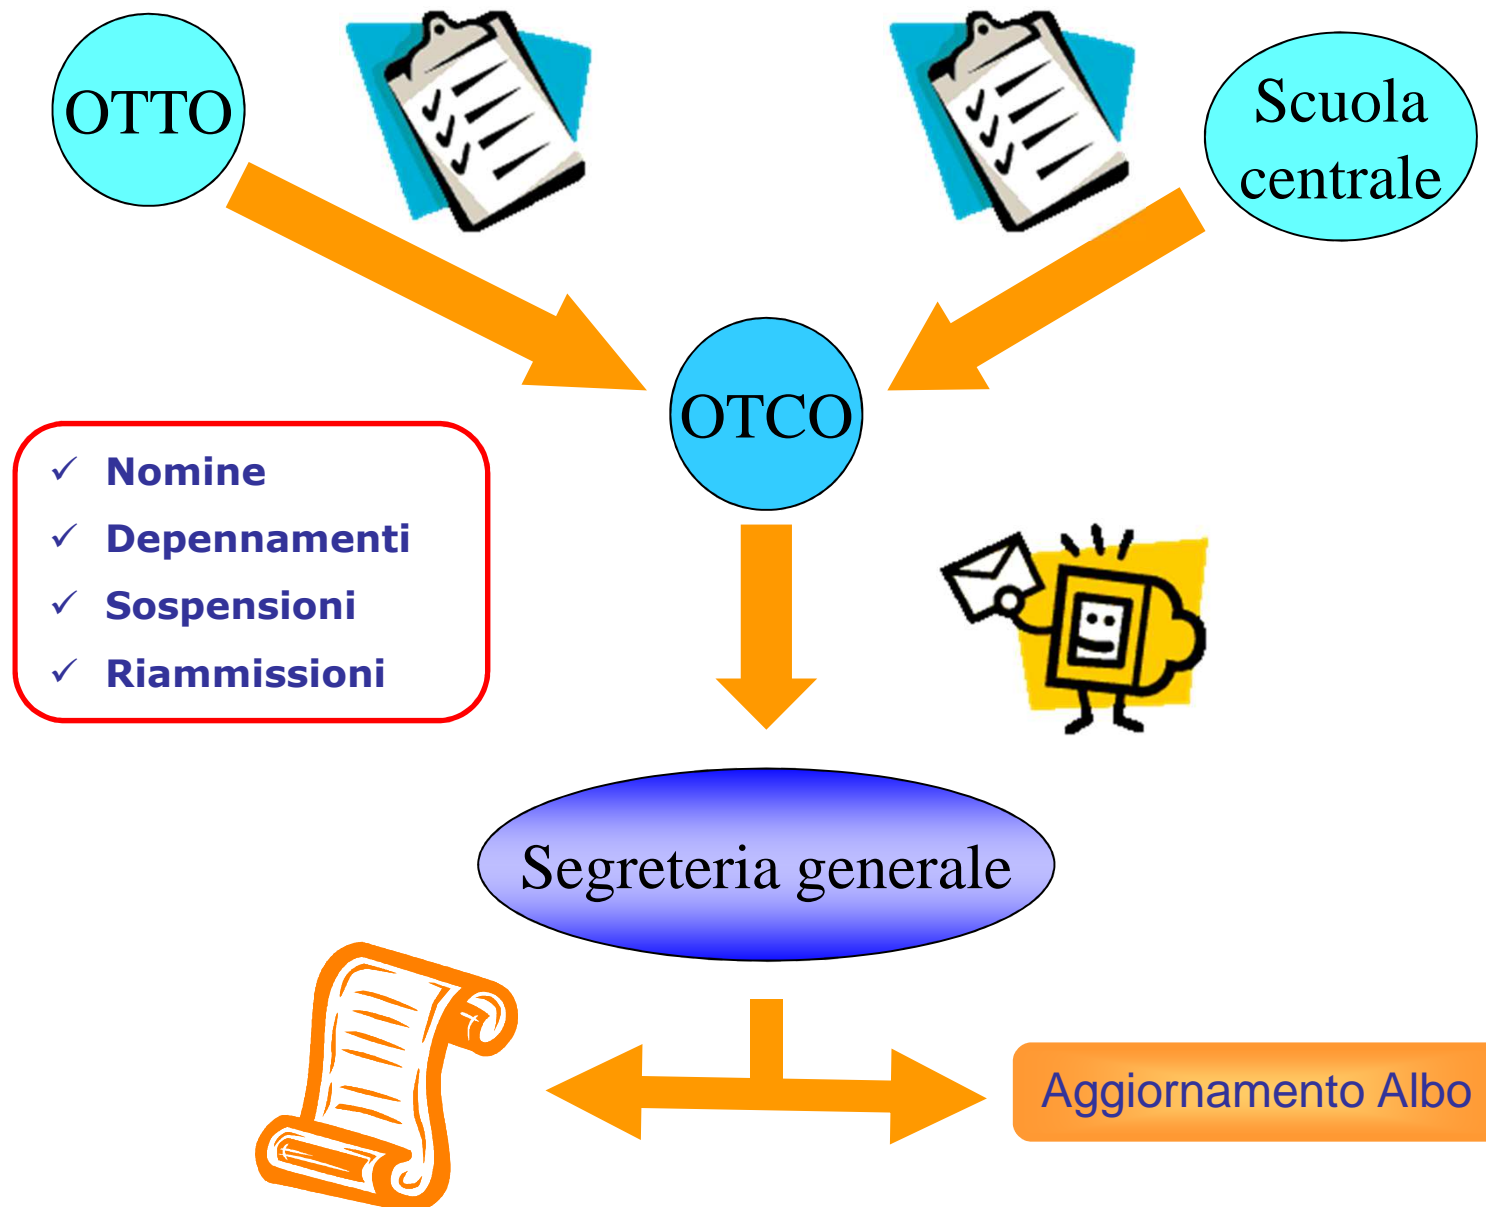 OTTO
Scuola
centrale
OTCO
Nomine
Depennamenti
Sospensioni
Riammissioni
Segreteria generale
Aggiornamento Albo